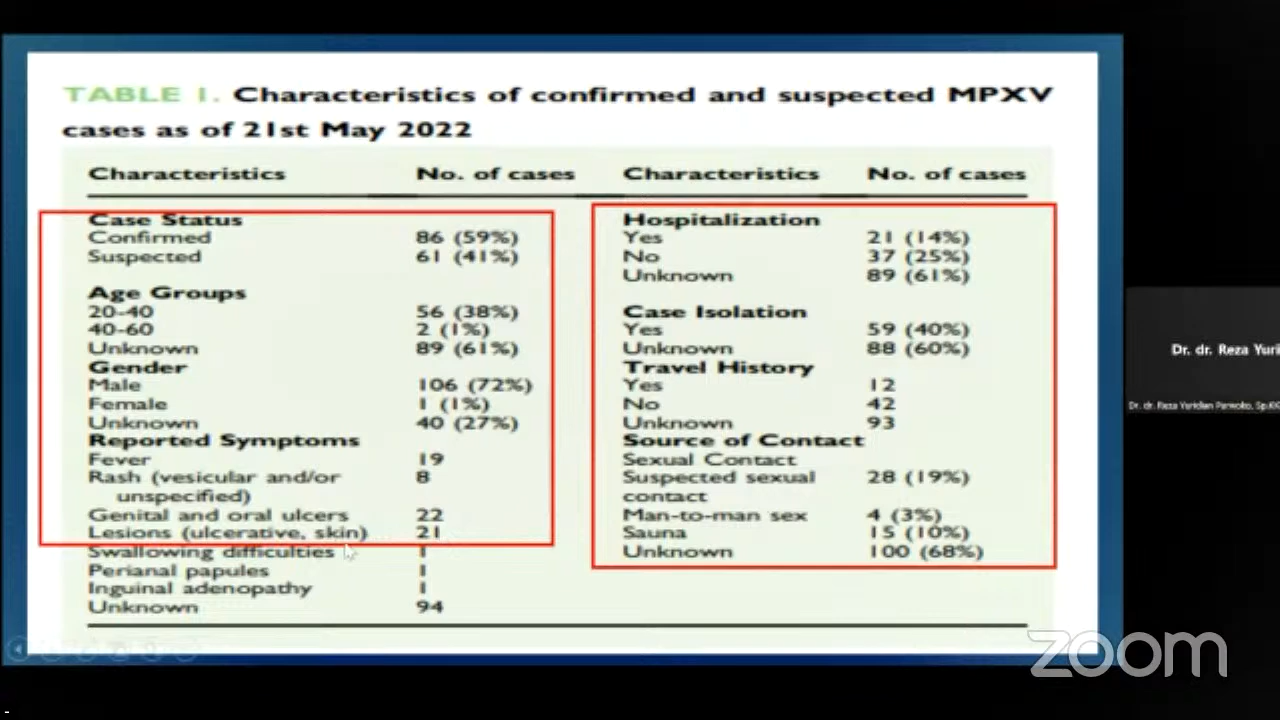 TABLE 1. Characteristics of confirmed and suspected MPXV
cases as of 21st May 2022
Characteristics No. of cases
Case Status
Confirmed 86 (59%)
Suspected 61 (41%)
Age Groups
20-40 56 (38%)
40-60 2 (1%)
Unknown 89 (61%)
Gender
Male 106 (72%)
Female 1 (1%)
Unknown 40 (27%)
Reported Symptoms
Fever 19
Rash (vesicular and/or 8
unspecified)
Genital and oral ulcers 22
Lesions (ulcerative, skin) 21
Swallowing difficulties 1
Perianal papules 1
Inguinal adenopathy 1
Unknown 94
Characteristics No. of cases
Hospitalization
Yes 21 (14%)
No 37 (25%)
Unknown 89 (61%)
Case Isolation
Yes 59 (40%)
Unknown 88 (60%)
Travel History
Yes 12
No 42
Unknown 93
Source of Contact
Sexual Contact
Suspected sexual 28 (19%)
contact
Man-to-man sex 4 (3%)
Sauna 15 (10%)
Unknown 100 (68%)
Dr. dr. Reza Yuri
Dr. dr. Reza Yuridian
zoom